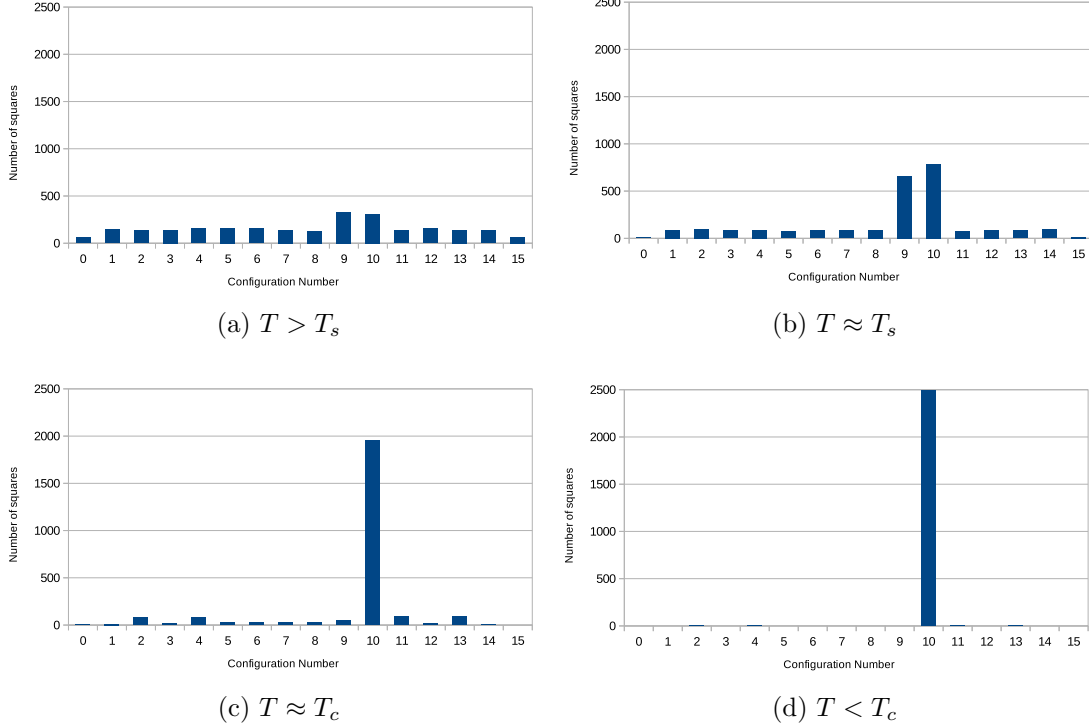 2500
2000
1500
1000
500
0
Number of squares
0 1 2 3 4 5 6 7 8 9 10 11 12 13 14 15
Configuration Number
(a) T > T_s
2500
2000
1500
1000
500
0
Number of squares
0 1 2 3 4 5 6 7 8 9 10 11 12 13 14 15
Configuration Number
(b) T ≈ T_s
2500
2000
1500
1000
500
0
Number of squares
0 1 2 3 4 5 6 7 8 9 10 11 12 13 14 15
Configuration Number
(c) T ≈ T_c
2500
2000
1500
1000
500
0
Number of squares
0 1 2 3 4 5 6 7 8 9 10 11 12 13 14 15
Configuration Number
(d) T < T_c